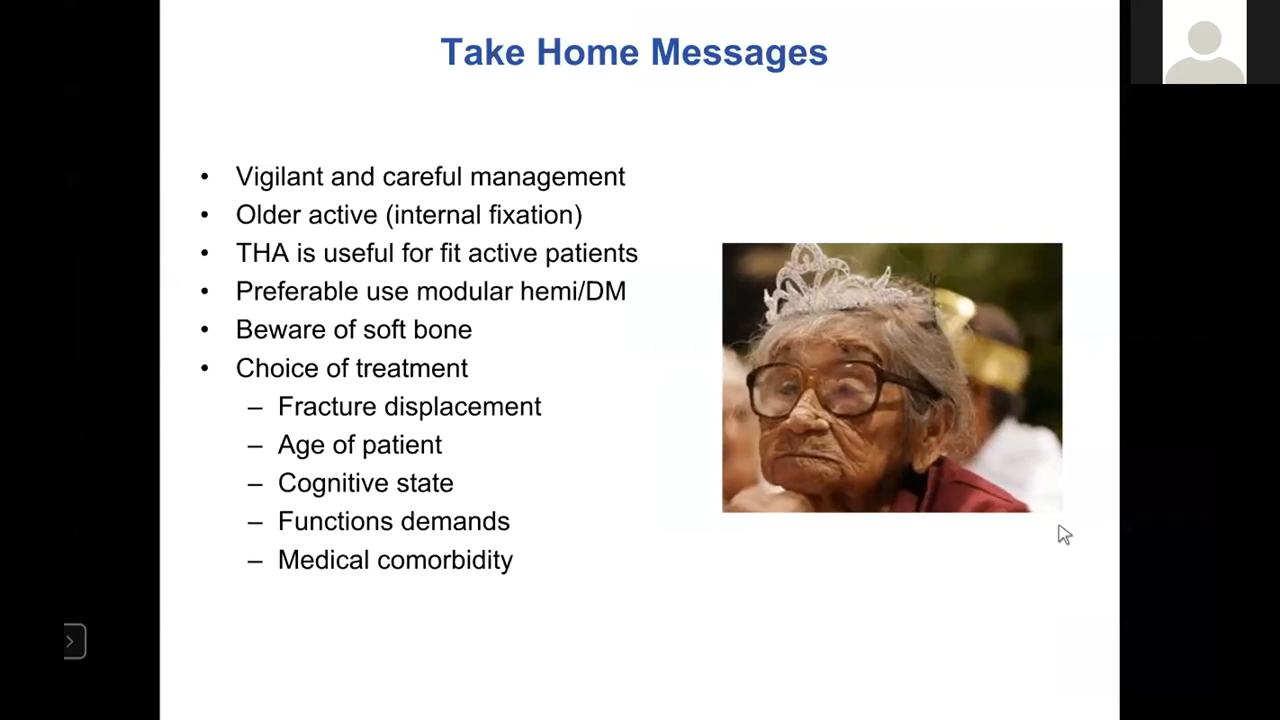 Take Home Messages
• Vigilant and careful management
• Older active (internal fixation)
• THA is useful for fit active patients
• Preferable use modular hemi/DM
• Beware of soft bone
• Choice of treatment
– Fracture displacement
– Age of patient
– Cognitive state
– Functions demands
– Medical comorbidity